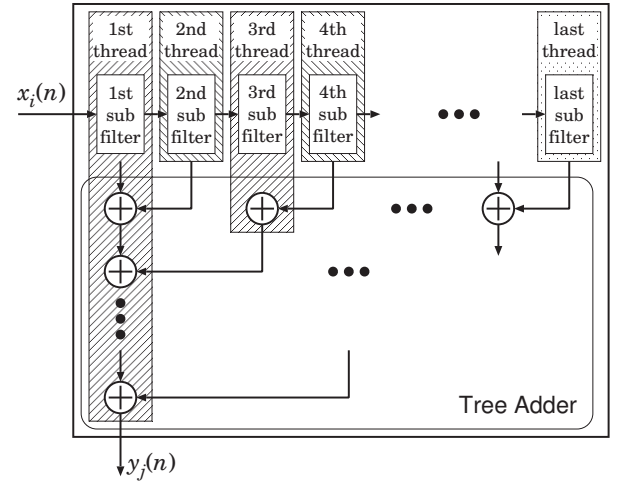 1st thread
2nd thread
3rd thread
4th thread
last thread
x_i(n)
1st sub filter
2nd sub filter
3rd sub filter
4th sub filter
last sub filter
Tree Adder
y_j(n)